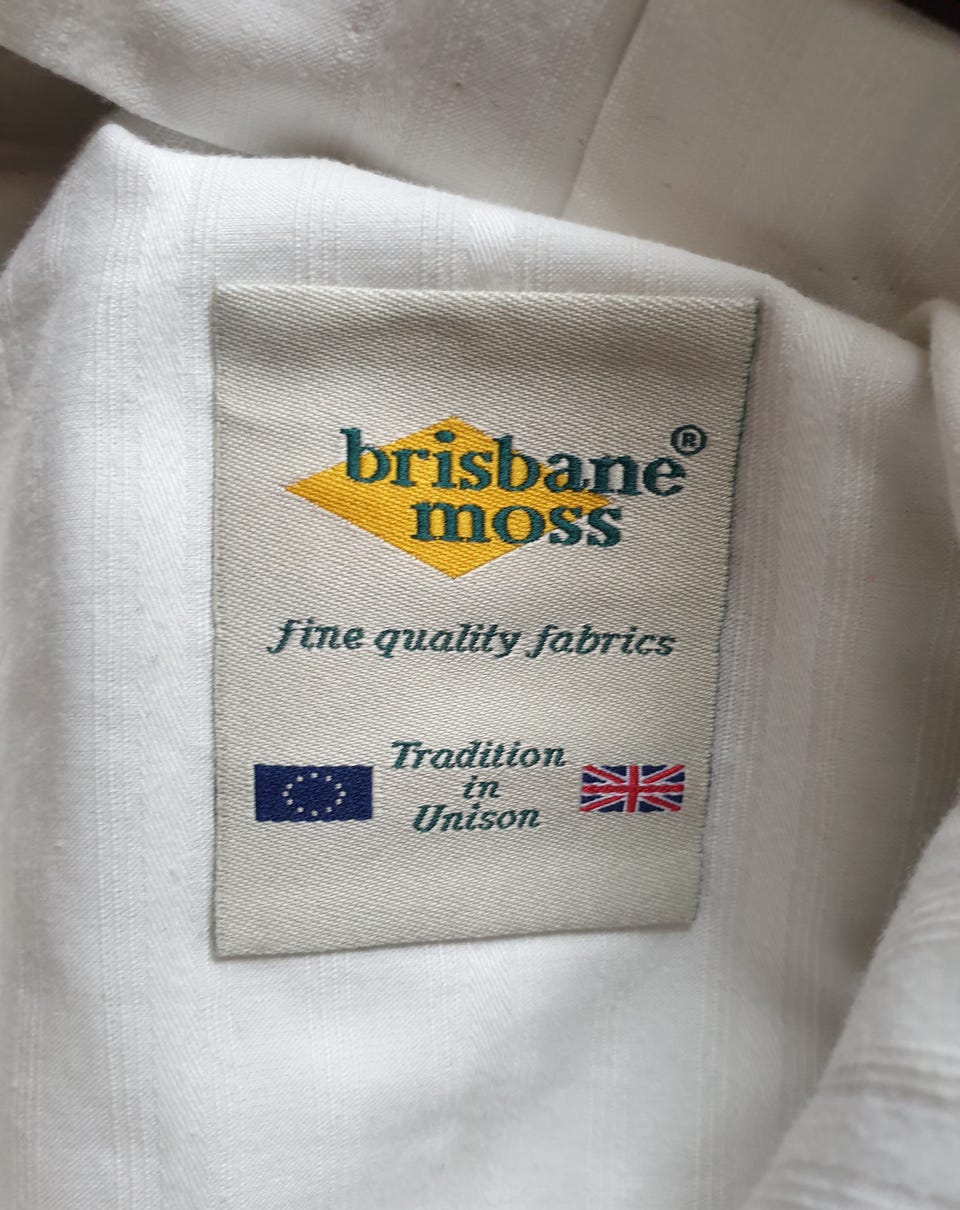 brisbane®
moss
fine quality fabrics
Tradition
in
Unison